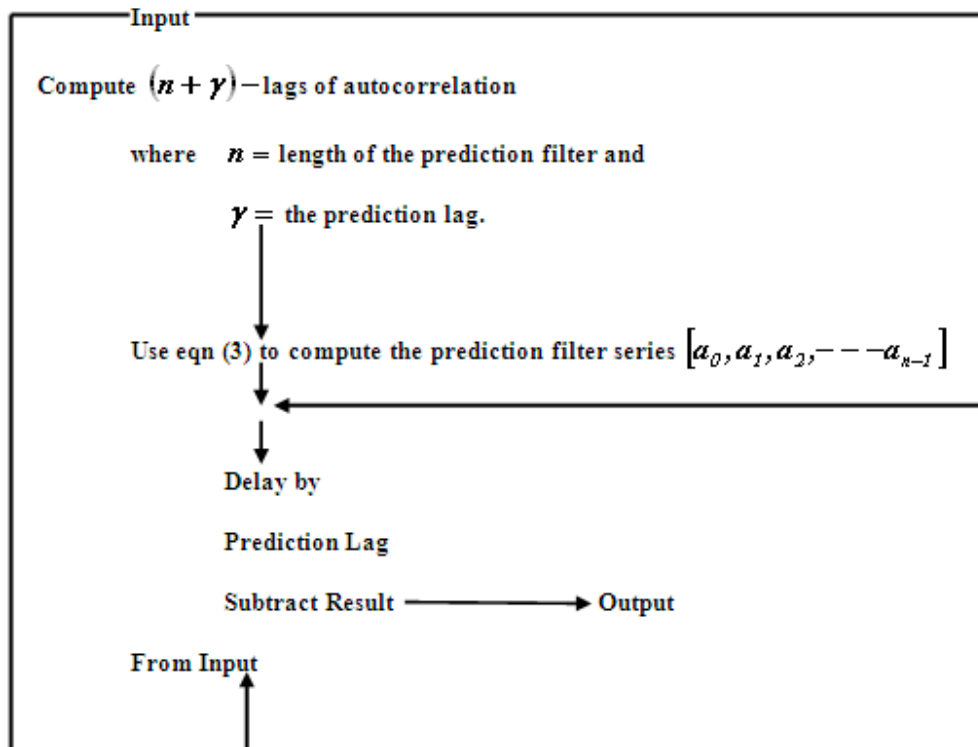 Input
Compute (n + γ) – lags of autocorrelation
where n = length of the prediction filter and
γ = the prediction lag.
Use eqn (3) to compute the prediction filter series [a₀, a₁, a₂, - - - aₙ₋₁]
Delay by
Prediction Lag
Subtract Result Output
From Input